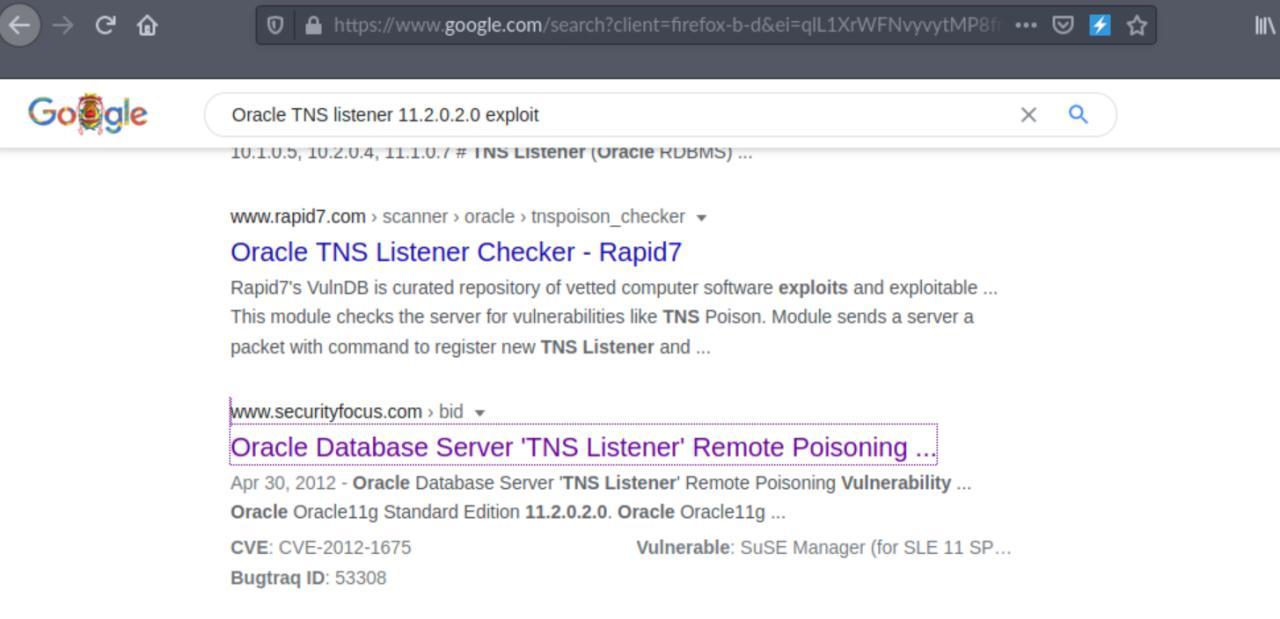 https://www.google.com/search?client=firefox-b-d&ei=qIL1XrWFNvyvytMP8f
Google
Oracle TNS listener 11.2.0.2.0 exploit
10.1.0.5, 10.2.0.4, 11.1.0.7 # TNS Listener (Oracle RDBMS) ...
www.rapid7.com › scanner › oracle › tnspoison_checker
Oracle TNS Listener Checker - Rapid7
Rapid7's VulnDB is curated repository of vetted computer software exploits and exploitable ...
This module checks the server for vulnerabilities like TNS Poison. Module sends a server a
packet with command to register new TNS Listener and ...
www.securityfocus.com › bid
Oracle Database Server 'TNS Listener' Remote Poisoning ...
Apr 30, 2012 - Oracle Database Server 'TNS Listener' Remote Poisoning Vulnerability ...
Oracle Oracle11g Standard Edition 11.2.0.2.0. Oracle Oracle11g ...
CVE: CVE-2012-1675 Vulnerable: SuSE Manager (for SLE 11 SP...
Bugtraq ID: 53308